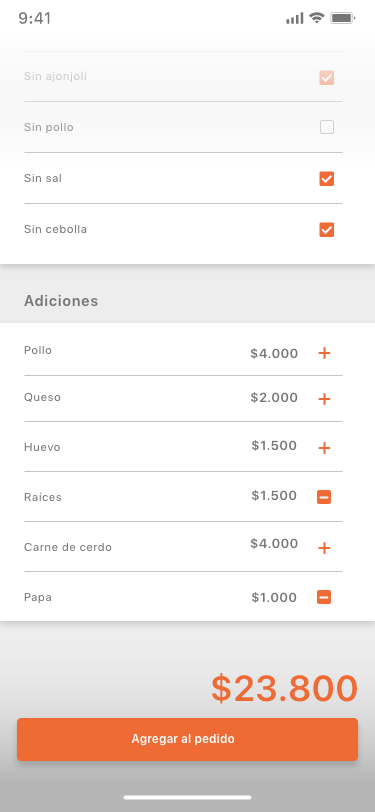 9:41
Sin ajonjolí
Sin pollo
Sin sal
Sin cebolla
Adiciones
Pollo $4.000
Queso $2.000
Huevo $1.500
Raíces $1.500
Carne de cerdo $4.000
Papa $1.000
$23.800
Agregar al pedido